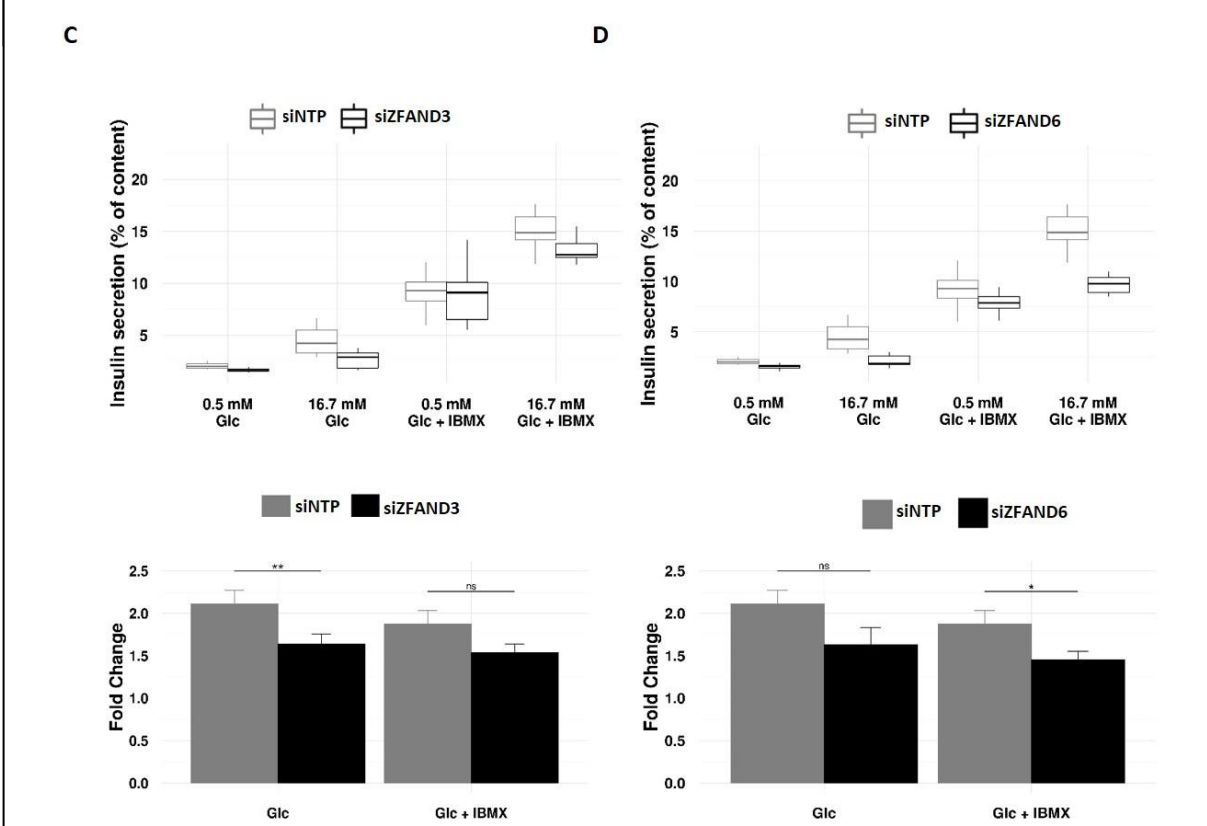 C
siNTP siZFAND3
Insulin secretion (% of content)
20
15
10
5
0.5 mM Glc
16.7 mM Glc
0.5 mM Glc + IBMX
16.7 mM Glc + IBMX
siNTP siZFAND3
Fold Change
2.5
2.0
1.5
1.0
0.5
0.0
**
ns
Glc
Glc + IBMX
D
siNTP siZFAND6
Insulin secretion (% of content)
20
15
10
5
0.5 mM Glc
16.7 mM Glc
0.5 mM Glc + IBMX
16.7 mM Glc + IBMX
siNTP siZFAND6
Fold Change
2.5
2.0
1.5
1.0
0.5
0.0
ns
*
Glc
Glc + IBMX